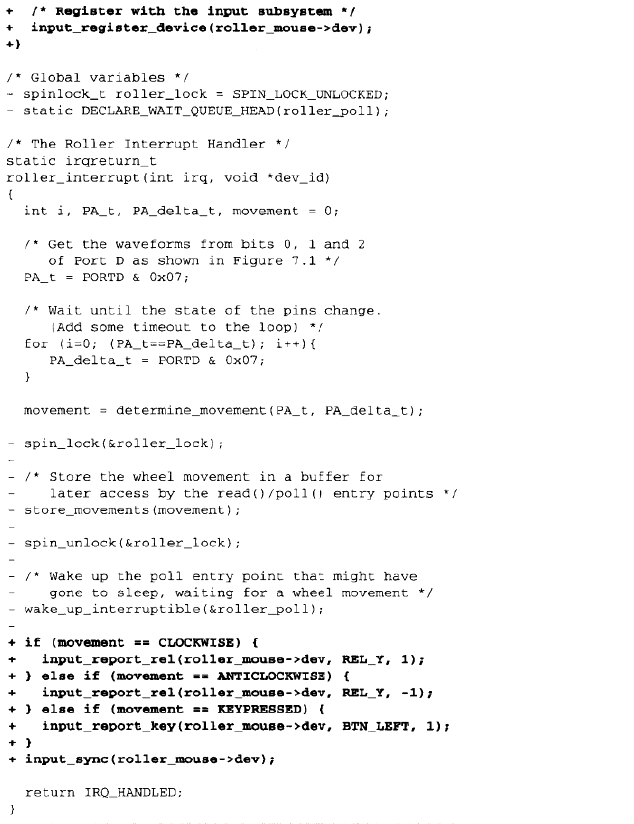 +  /* Register with the input subsystem */
+  input_register_device(roller_mouse->dev);
+}
/* Global variables */
- spinlock_t roller_lock = SPIN_LOCK_UNLOCKED;
- static DECLARE_WAIT_QUEUE_HEAD(roller_poll);
/* The Roller Interrupt Handler */
static irqreturn_t
roller_interrupt(int irq, void *dev_id)
{
  int i, PA_t, PA_delta_t, movement = 0;
  /* Get the waveforms from bits 0, 1 and 2
     of Port D as shown in Figure 7.1 */
  PA_t = PORTD & 0x07;
  /* Wait until the state of the pins change.
     (Add some timeout to the loop) */
  for (i=0; (PA_t==PA_delta_t); i++){
     PA_delta_t = PORTD & 0x07;
  }
  movement = determine_movement(PA_t, PA_delta_t);
- spin_lock(&roller_lock);
-
- /* Store the wheel movement in a buffer for
-    later access by the read()/poll() entry points */
- store_movements(movement);
-
- spin_unlock(&roller_lock);
-
- /* Wake up the poll entry point that might have
-    gone to sleep, waiting for a wheel movement */
- wake_up_interruptible(&roller_poll);
-
+ if (movement == CLOCKWISE) {
+   input_report_rel(roller_mouse->dev, REL_Y, 1);
+ } else if (movement == ANTICLOCKWISE) {
+   input_report_rel(roller_mouse->dev, REL_Y, -1);
+ } else if (movement == KEYPRESSED) {
+   input_report_key(roller_mouse->dev, BTN_LEFT, 1);
+ }
+ input_sync(roller_mouse->dev);
  return IRQ_HANDLED;
}